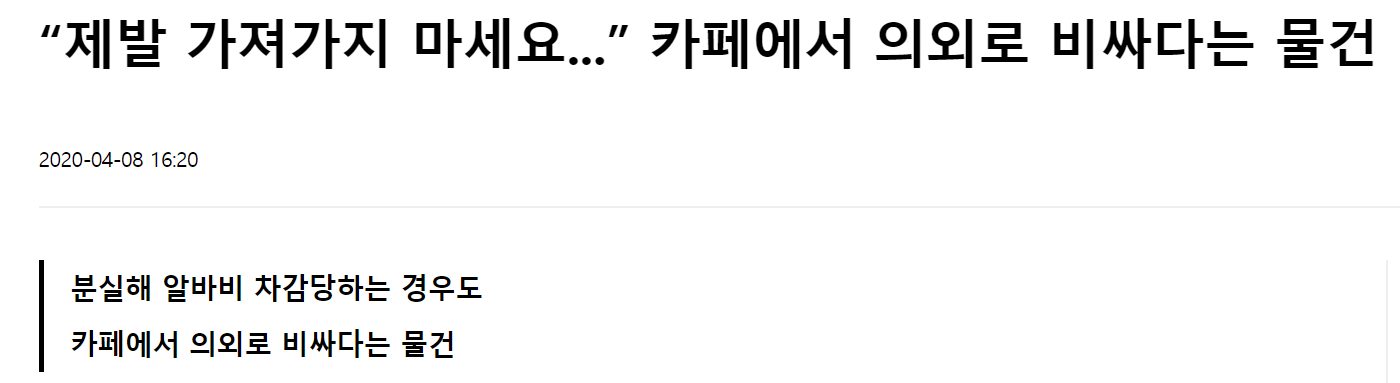 “제발 가져가지 마세요...” 카페에서 의외로 비싸다는 물건
2020-04-08 16:20
분실해 알바비 차감당하는 경우도
카페에서 의외로 비싸다는 물건